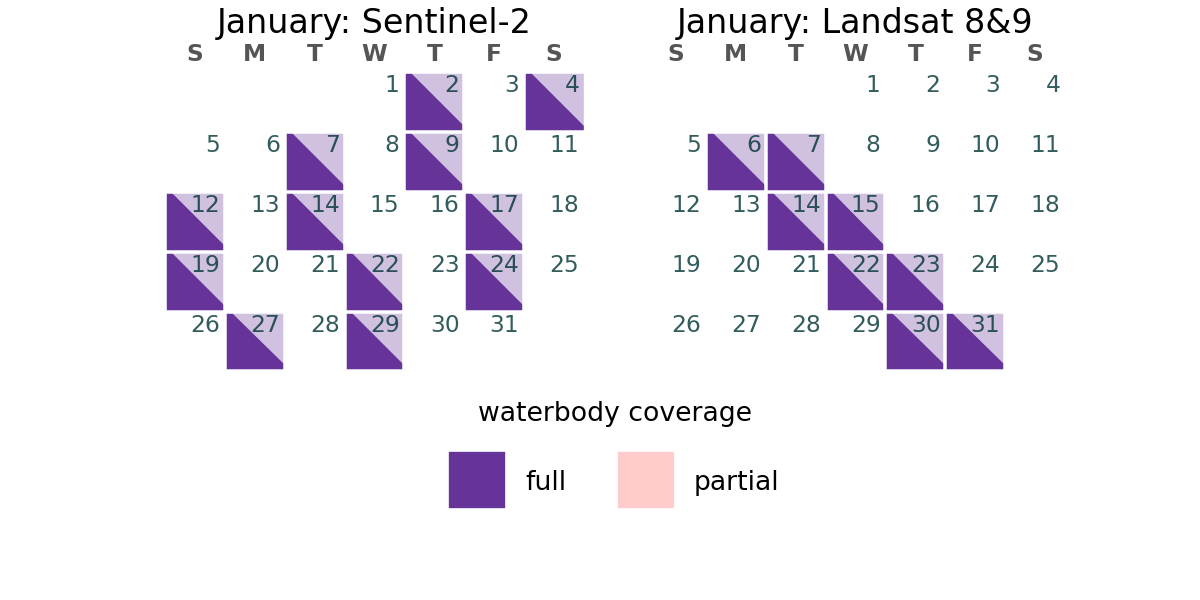 January: Sentinel-2
S M T W T F S
1 2 3 4
5 6 7 8 9 10 11
12 13 14 15 16 17 18
19 20 21 22 23 24 25
26 27 28 29 30 31
January: Landsat 8&9
S M T W T F S
1 2 3 4
5 6 7 8 9 10 11
12 13 14 15 16 17 18
19 20 21 22 23 24 25
26 27 28 29 30 31
waterbody coverage
full partial